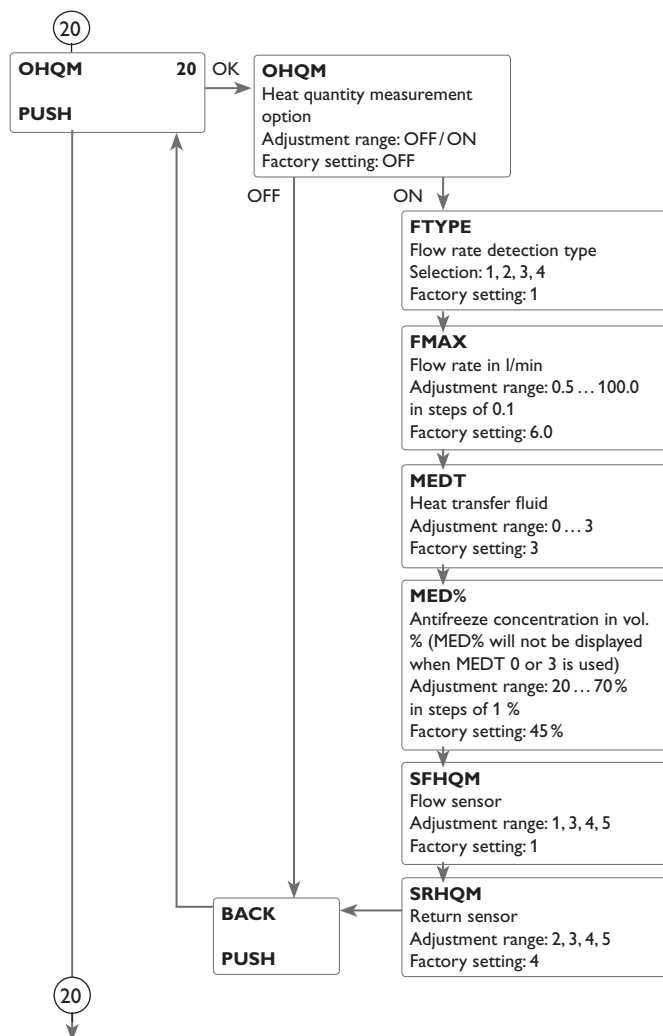 20
OHQM 20
PUSH
OK
OHQM
Heat quantity measurement
option
Adjustment range: OFF/ON
Factory setting: OFF
OFF
ON
FTYPE
Flow rate detection type
Selection: 1, 2, 3, 4
Factory setting: 1
FMAX
Flow rate in l/min
Adjustment range: 0.5 … 100.0
in steps of 0.1
Factory setting: 6.0
MEDT
Heat transfer fluid
Adjustment range: 0 … 3
Factory setting: 3
MED%
Antifreeze concentration in vol.
% (MED% will not be displayed
when MEDT 0 or 3 is used)
Adjustment range: 20 … 70%
in steps of 1 %
Factory setting: 45%
SFHQM
Flow sensor
Adjustment range: 1, 3, 4, 5
Factory setting: 1
SRHQM
Return sensor
Adjustment range: 2, 3, 4, 5
Factory setting: 4
BACK
PUSH
20